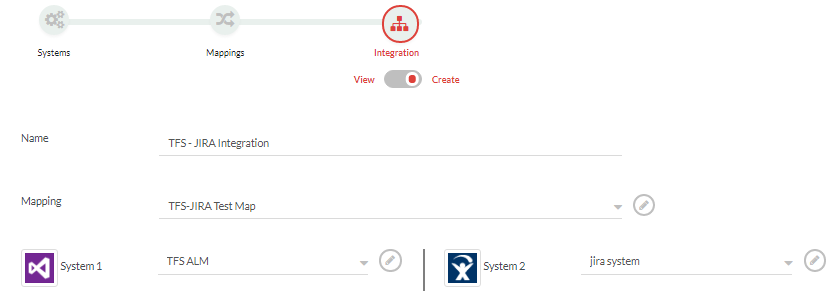 Systems Mappings Integration
View Create
Name TFS - JIRA Integration
Mapping TFS-JIRA Test Map
System 1 TFS ALM System 2 jira system